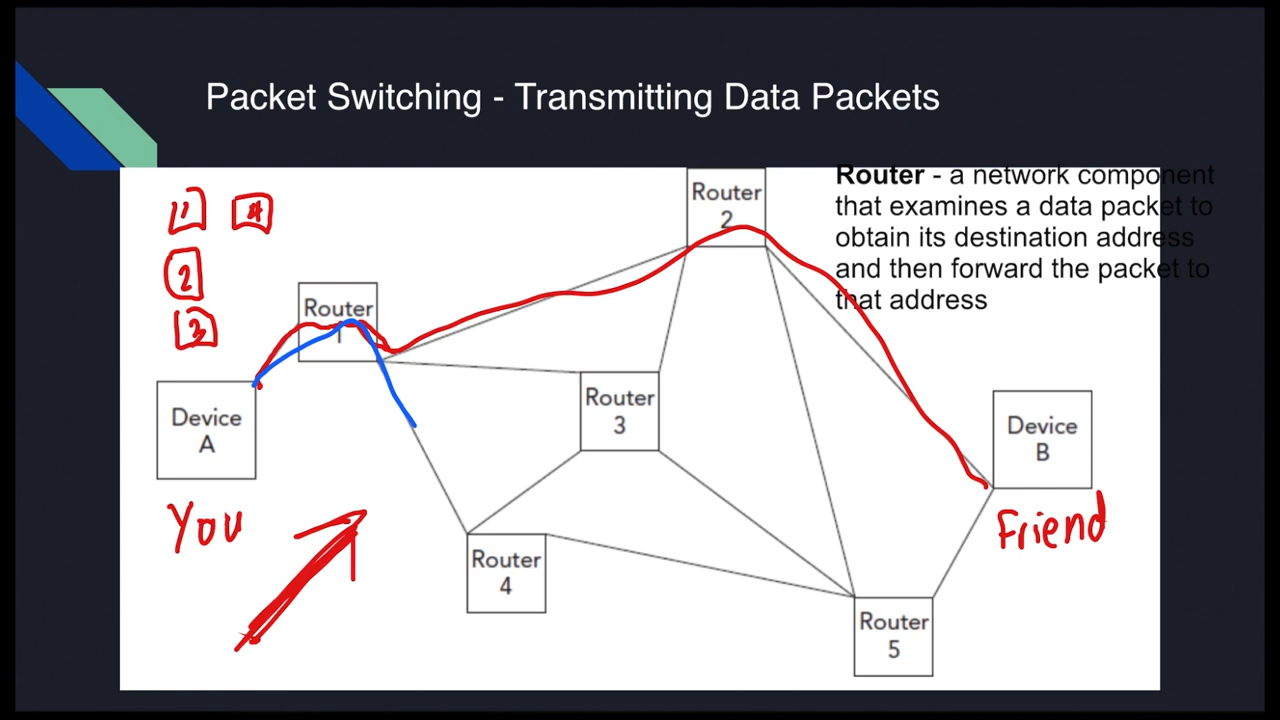 Packet Switching - Transmitting Data Packets
Router - a network component
that examines a data packet to
obtain its destination address
and then forward the packet to
that address
1
4
2
3
Router
1
Router
2
Router
3
Router
4
Router
5
Device
A
You
Device
B
Friend